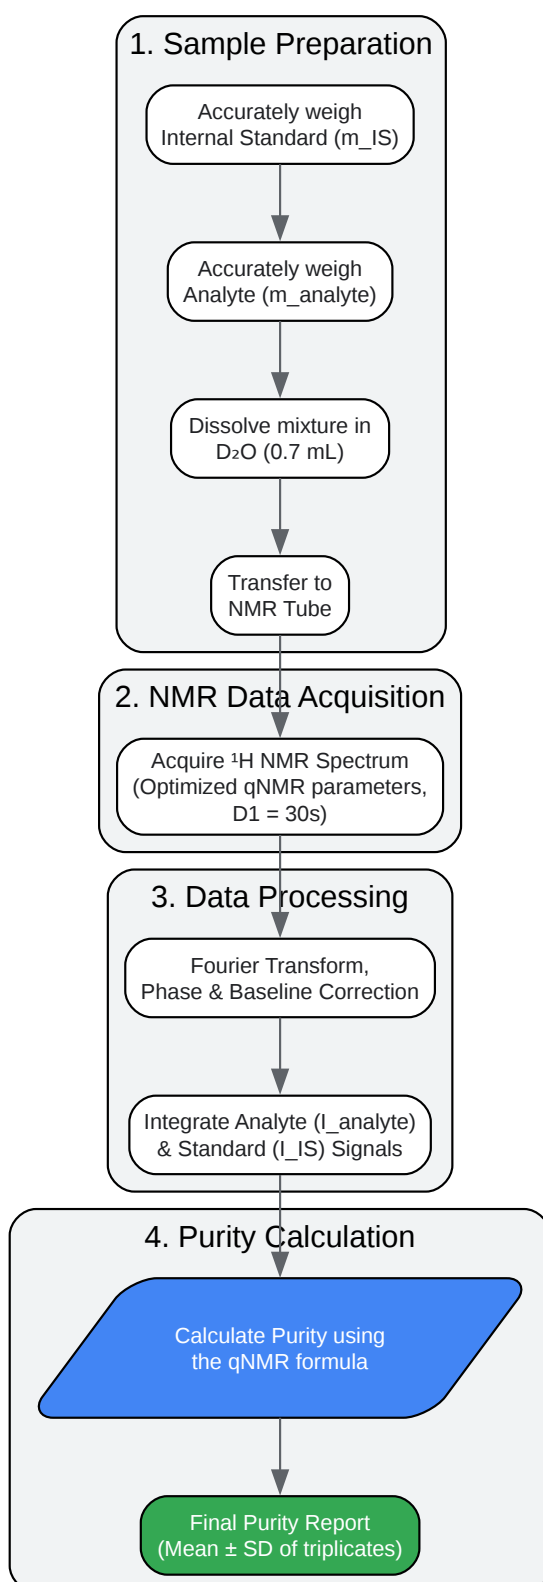 1. Sample Preparation
Accurately weigh
Internal Standard (m_IS)
Accurately weigh
Analyte (m_analyte)
Dissolve mixture in
D₂O (0.7 mL)
Transfer to
NMR Tube
2. NMR Data Acquisition
Acquire ¹H NMR Spectrum
(Optimized qNMR parameters,
D1 = 30s)
3. Data Processing
Fourier Transform,
Phase & Baseline Correction
Integrate Analyte (I_analyte)
& Standard (I_IS) Signals
4. Purity Calculation
Calculate Purity using
the qNMR formula
Final Purity Report
(Mean ± SD of triplicates)